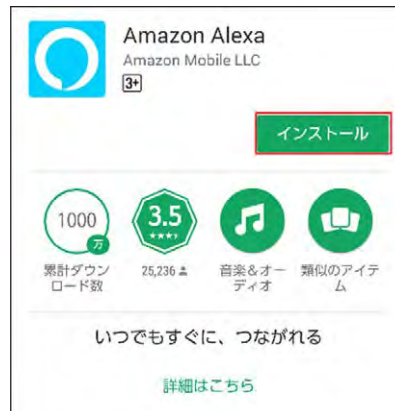 Amazon Alexa
Amazon Mobile LLC
3+
インストール
1000
万
3.5
累計ダウン
ロード数
25,236
音楽&オー
ディオ
類似のアイテ
ム
いつでもすぐに、つながれる
詳細はこちら